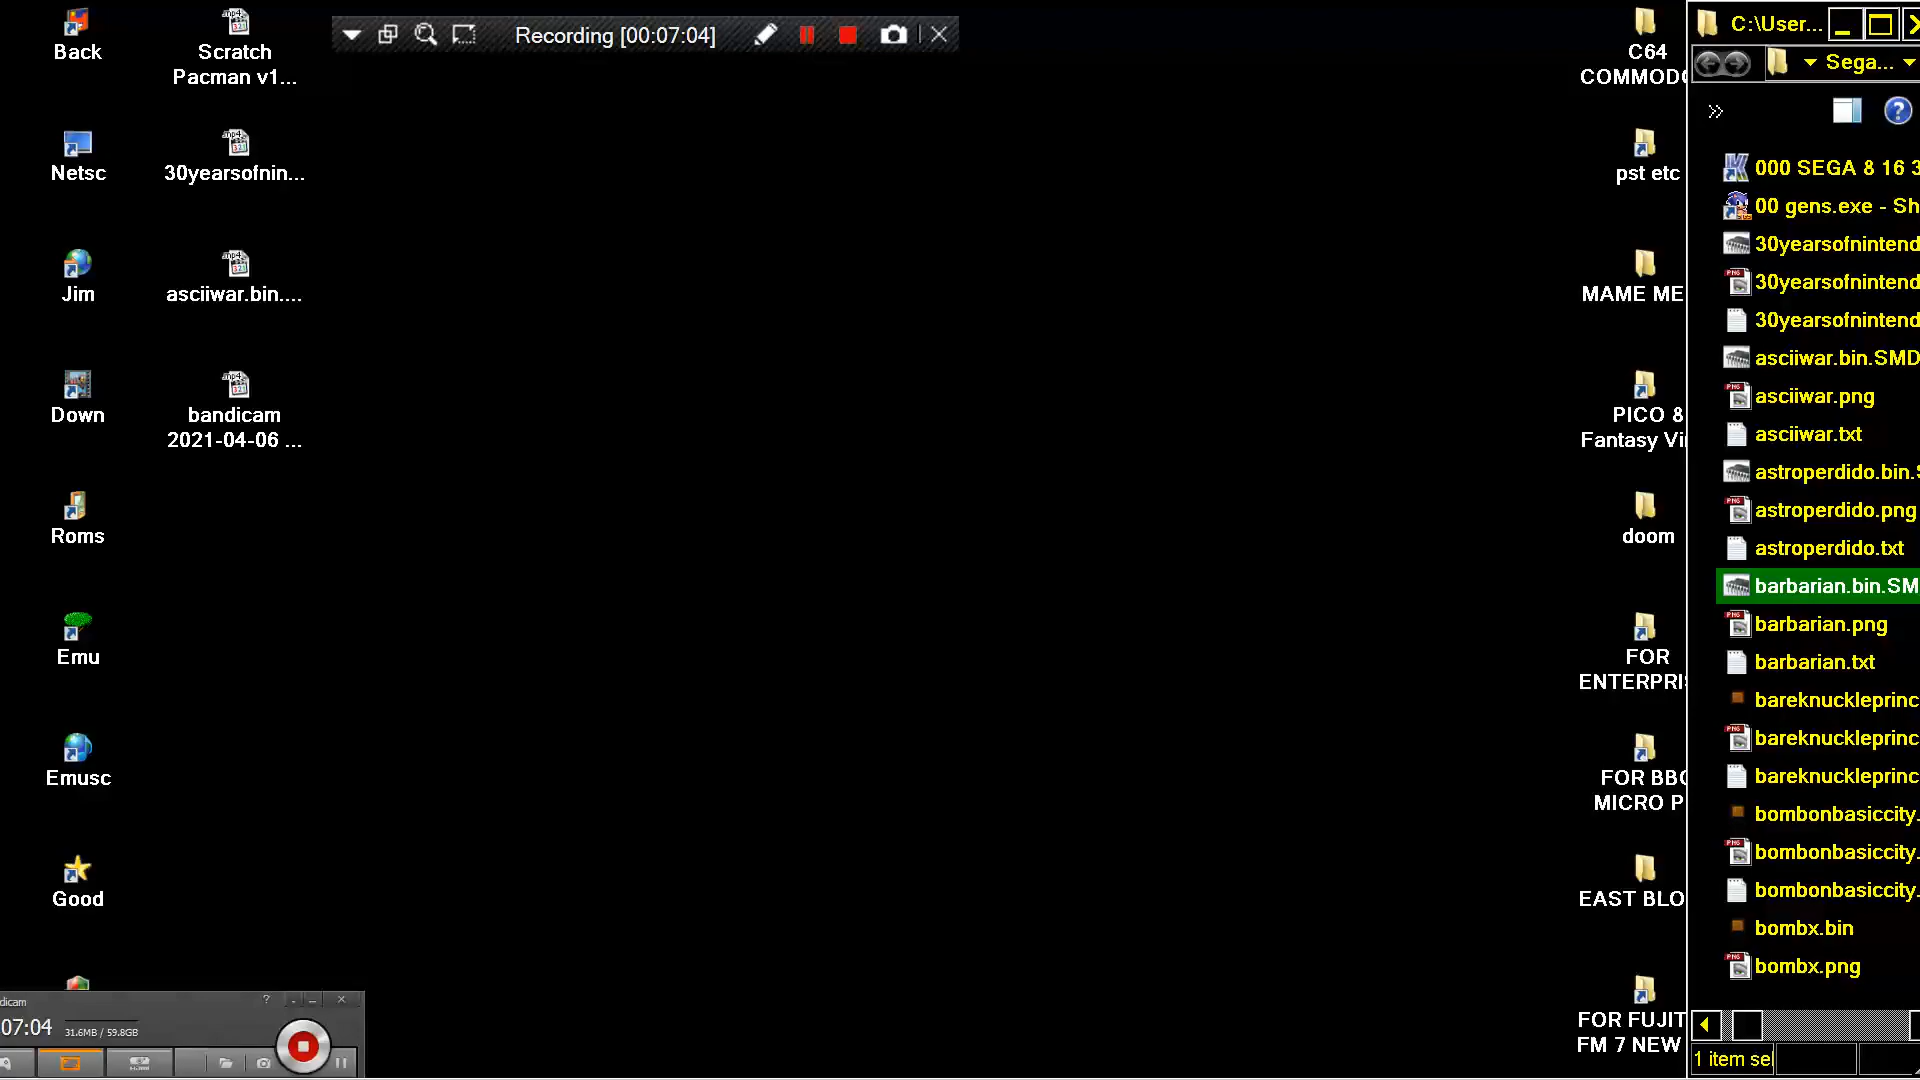 Back
Scratch
Pacman v1...
Netsc
30yearsofnin...
Jim
asciiwar.bin....
Down
bandicam
2021-04-06 ...
Roms
Emu
Emusc
Good
Recording [00:07:04]
C64
COMMODO
pst etc
MAME ME
PICO 8
Fantasy Vi
doom
FOR
ENTERPRI
FOR BBC
MICRO P
EAST BLO
FOR FUJIT
FM 7 NEW
C:\User...
Sega...
000 SEGA 8 16 3
00 gens.exe - Sh
30yearsofnintend
30yearsofnintend
30yearsofnintend
asciiwar.bin.SMD
asciiwar.png
asciiwar.txt
astroperdido.bin.S
astroperdido.png
astroperdido.txt
barbarian.bin.SM
barbarian.png
barbarian.txt
bareknuckleprinc
bareknuckleprinc
bareknuckleprinc
bombonbasiccity.
bombonbasiccity.
bombonbasiccity.
bombx.bin
bombx.png
1 item sel
dicam
07:04
31.6MB / 59.8GB